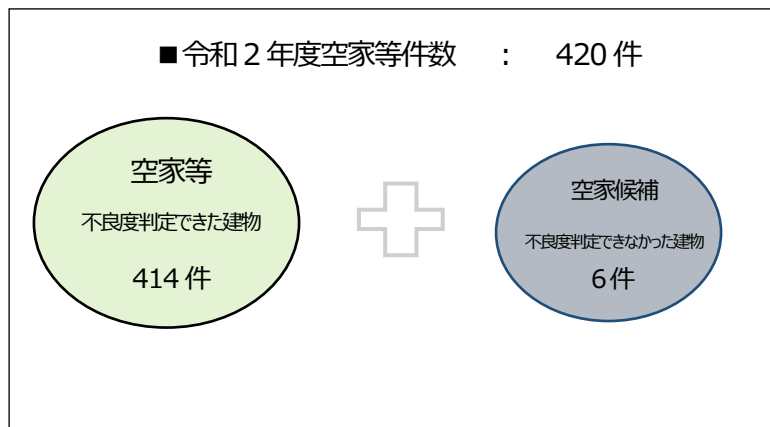 ■令和２年度空家等件数　：　420 件
空家等
不良度判定できた建物
414 件
空家候補
不良度判定できなかった建物
6 件